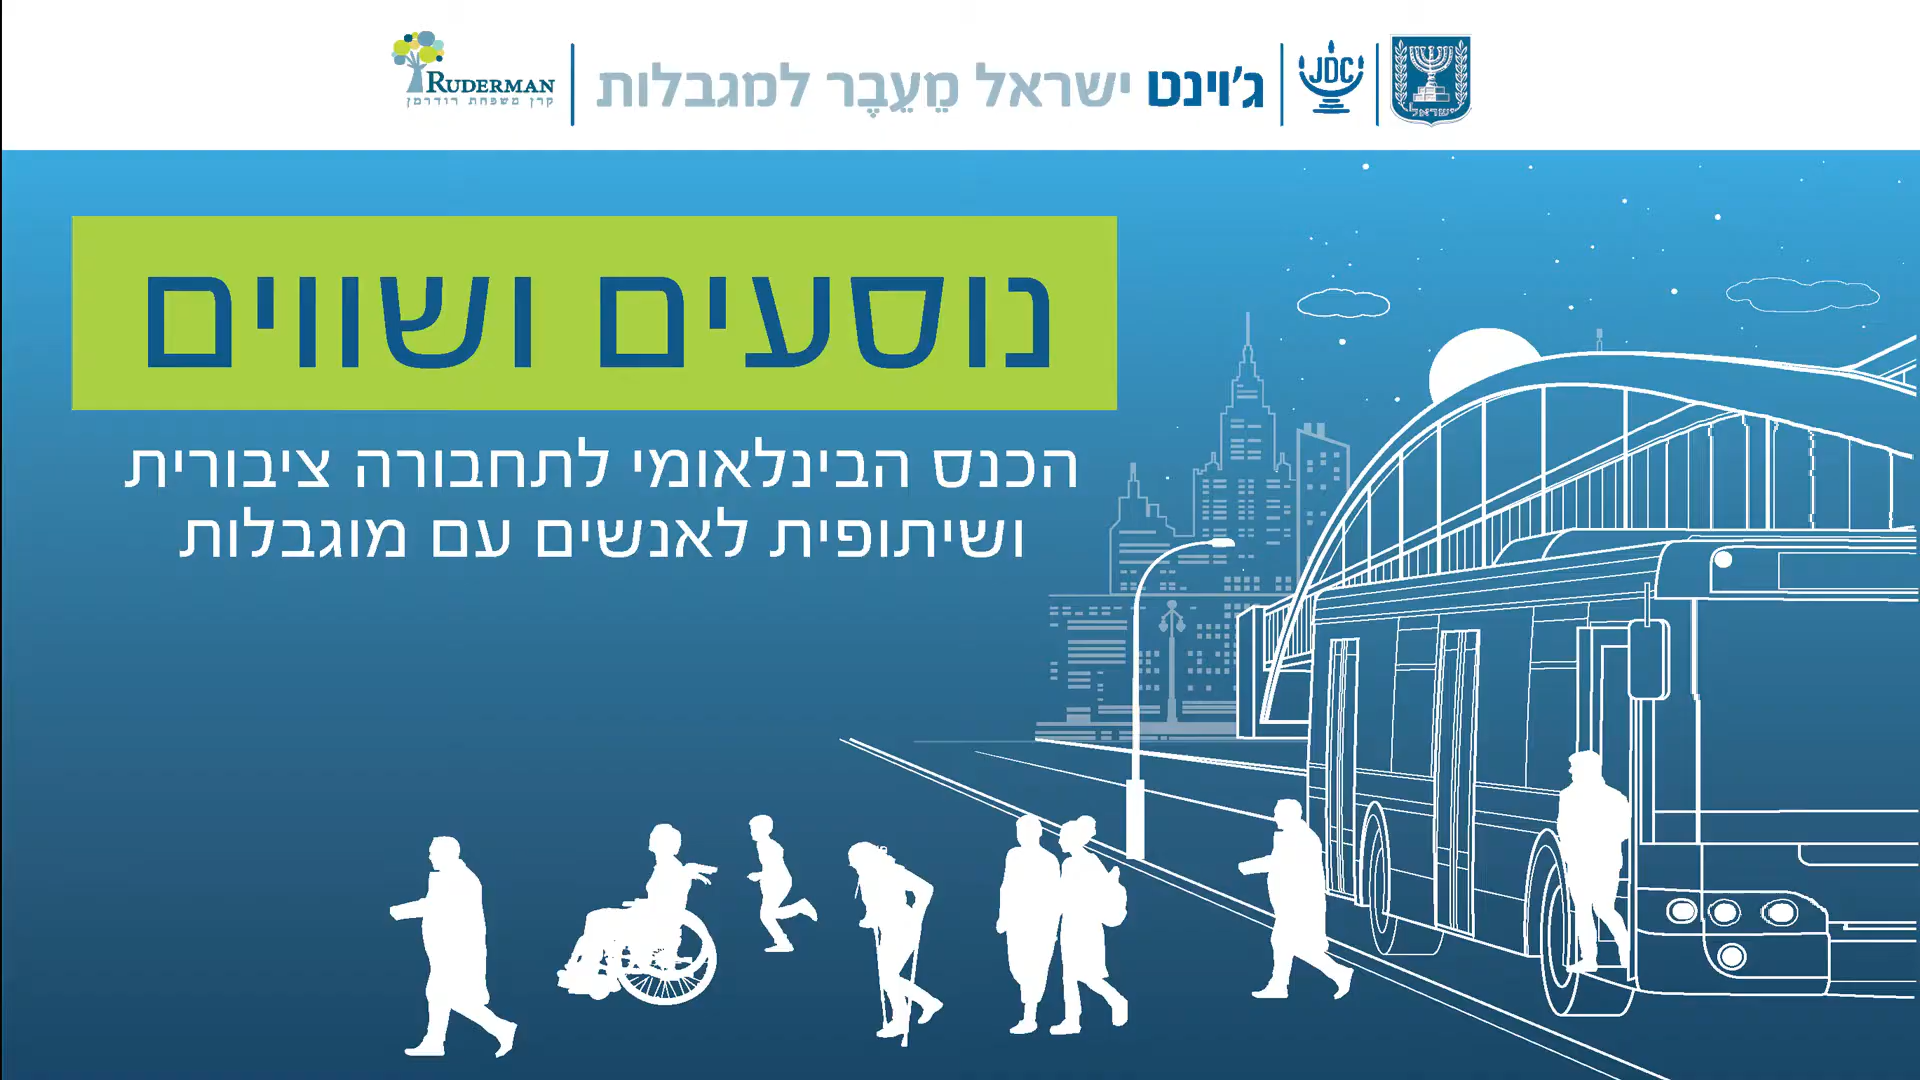 ישראל
JDC
ג'וינט ישראל מֵעֵבֶר למגבלות
RUDERMAN
קרן משפחת רודרמן
נוסעים ושווים
הכנס הבינלאומי לתחבורה ציבורית
ושיתופית לאנשים עם מוגבלות